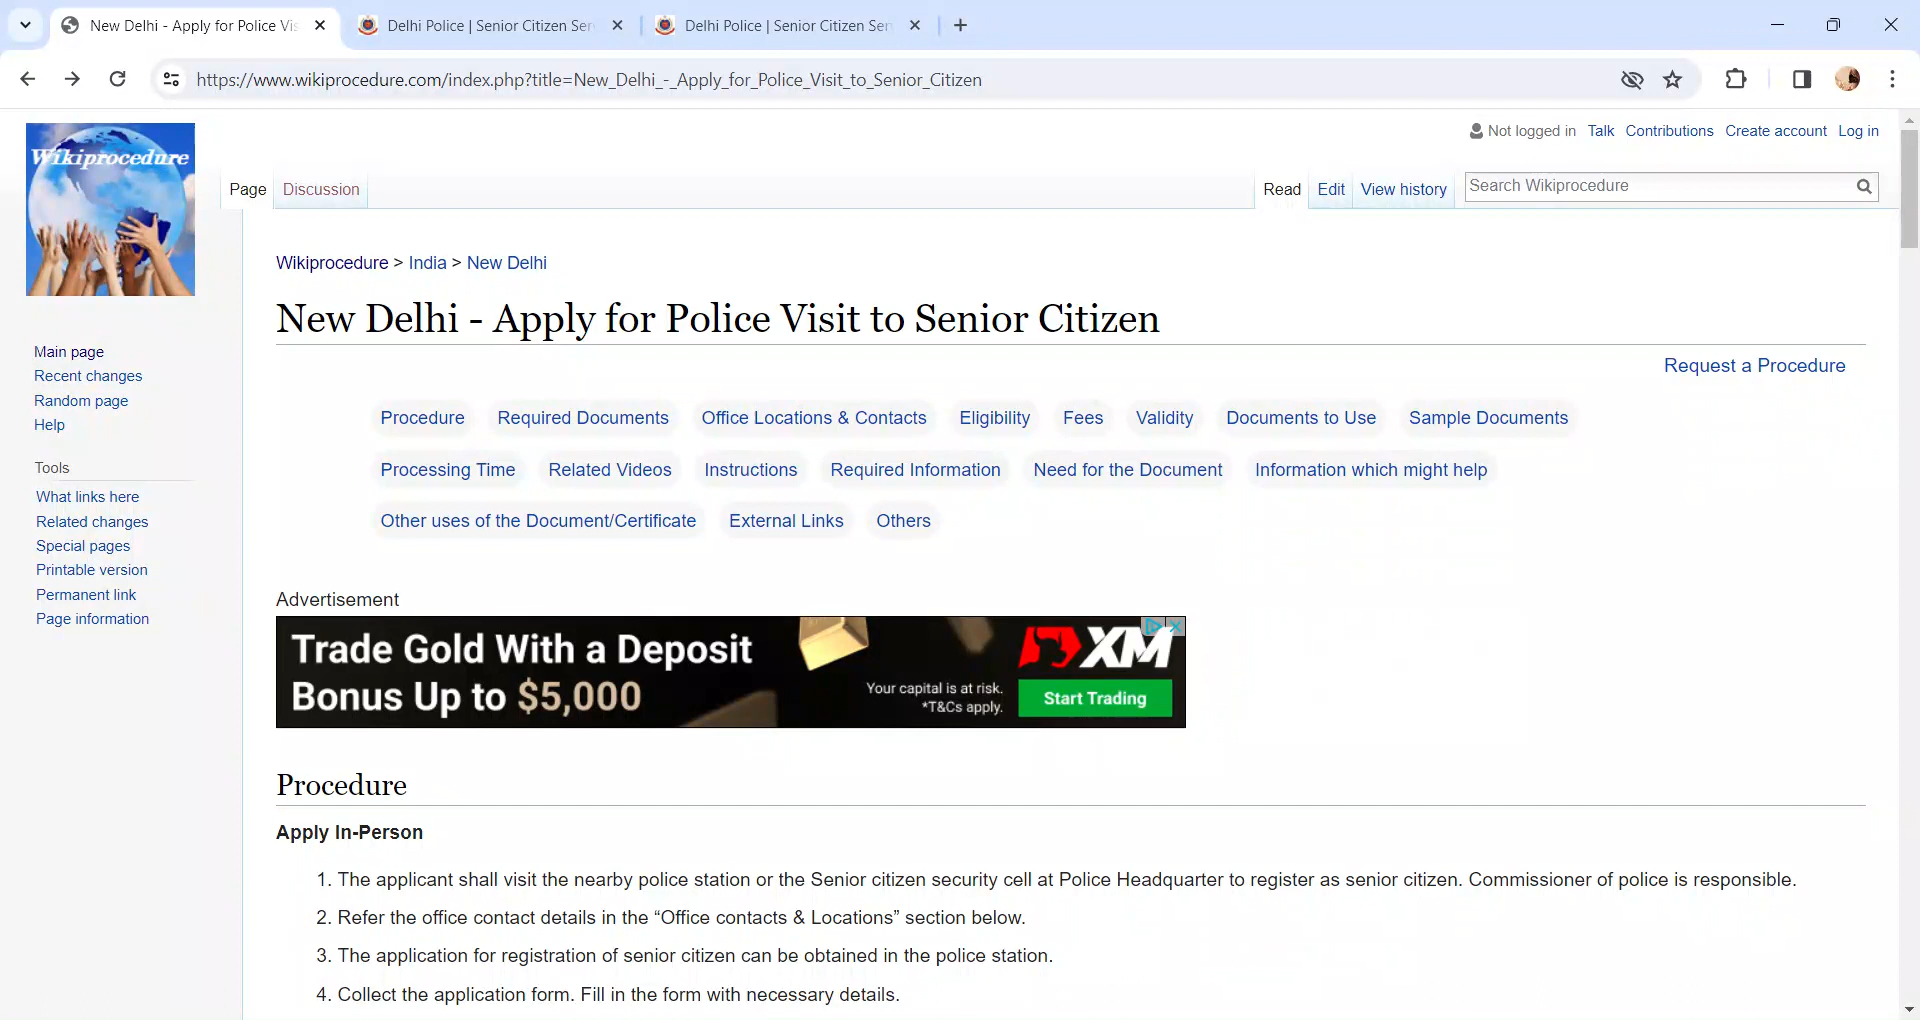 New Delhi - Apply for Police Vis
Delhi Police | Senior Citizen Ser
Delhi Police | Senior Citizen Ser
https://www.wikiprocedure.com/index.php?title=New_Delhi_-_Apply_for_Police_Visit_to_Senior_Citizen
Wikiprocedure
Not logged in Talk Contributions Create account Log in
Page Discussion Read Edit View history Search Wikiprocedure
Wikiprocedure > India > New Delhi
New Delhi - Apply for Police Visit to Senior Citizen
Request a Procedure
Main page
Recent changes
Random page
Help
Tools
What links here
Related changes
Special pages
Printable version
Permanent link
Page information
Procedure Required Documents Office Locations & Contacts Eligibility Fees Validity Documents to Use Sample Documents
Processing Time Related Videos Instructions Required Information Need for the Document Information which might help
Other uses of the Document/Certificate External Links Others
Advertisement
Trade Gold With a Deposit
Bonus Up to $5,000
Your capital is at risk.
*T&Cs apply.
XM
Start Trading
Procedure
Apply In-Person
1. The applicant shall visit the nearby police station or the Senior citizen security cell at Police Headquarter to register as senior citizen. Commissioner of police is responsible.
2. Refer the office contact details in the “Office contacts & Locations” section below.
3. The application for registration of senior citizen can be obtained in the police station.
4. Collect the application form. Fill in the form with necessary details.